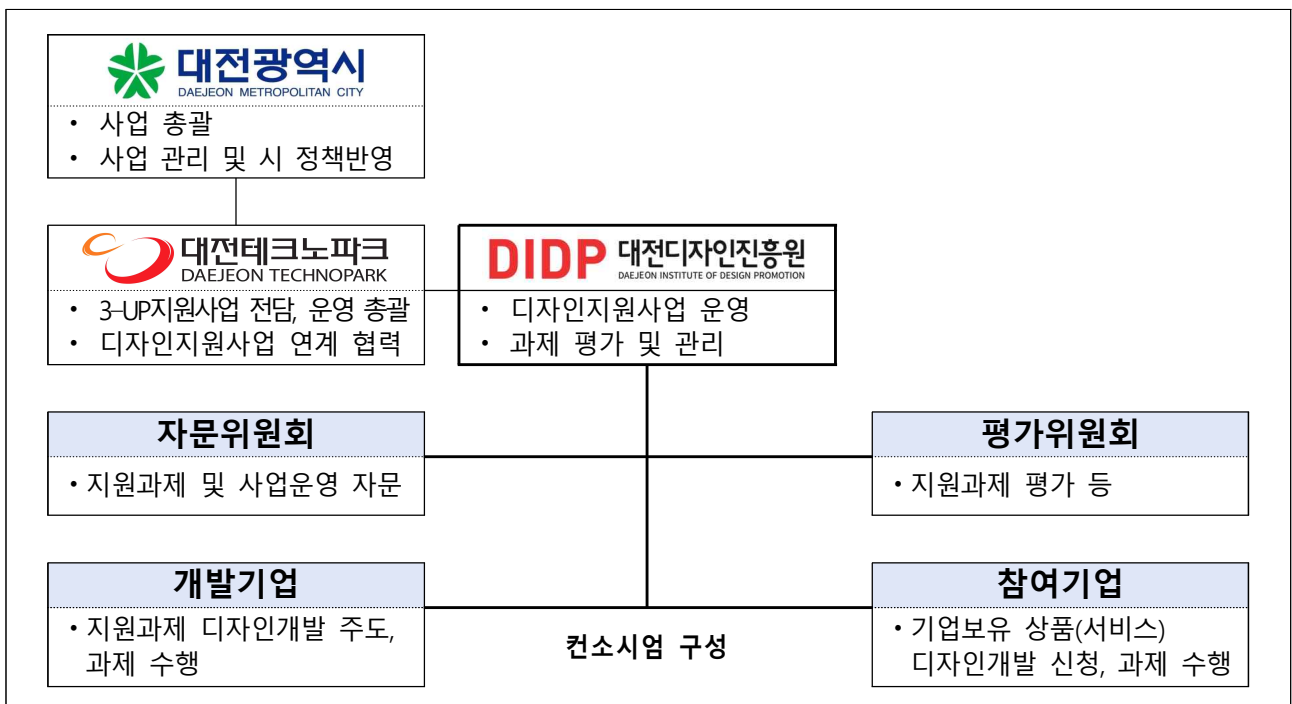 대전광역시
DAEJEON METROPOLITAN CITY
• 사업 총괄
• 사업 관리 및 시 정책반영
대전테크노파크
DAEJEON TECHNOPARK
• 3-UP지원사업 전담, 운영 총괄
• 디자인지원사업 연계 협력
DIDP 대전디자인진흥원
DAEJEON INSTITUTE OF DESIGN PROMOTION
• 디자인지원사업 운영
• 과제 평가 및 관리
자문위원회
• 지원과제 및 사업운영 자문
평가위원회
• 지원과제 평가 등
개발기업
• 지원과제 디자인개발 주도,
과제 수행
컨소시엄 구성
참여기업
• 기업보유 상품(서비스)
디자인개발 신청, 과제 수행